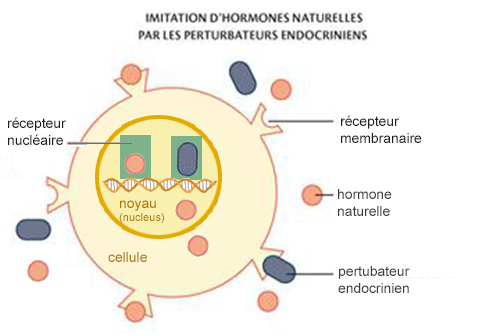 IMITATION D'HORMONES NATURELLES
PAR LES PERTURBATEURS ENDOCRINIENS
récepteur
nucléaire
récepteur
membranaire
noyau
(nucleus)
hormone
naturelle
cellule
pertubateur
endocrinien